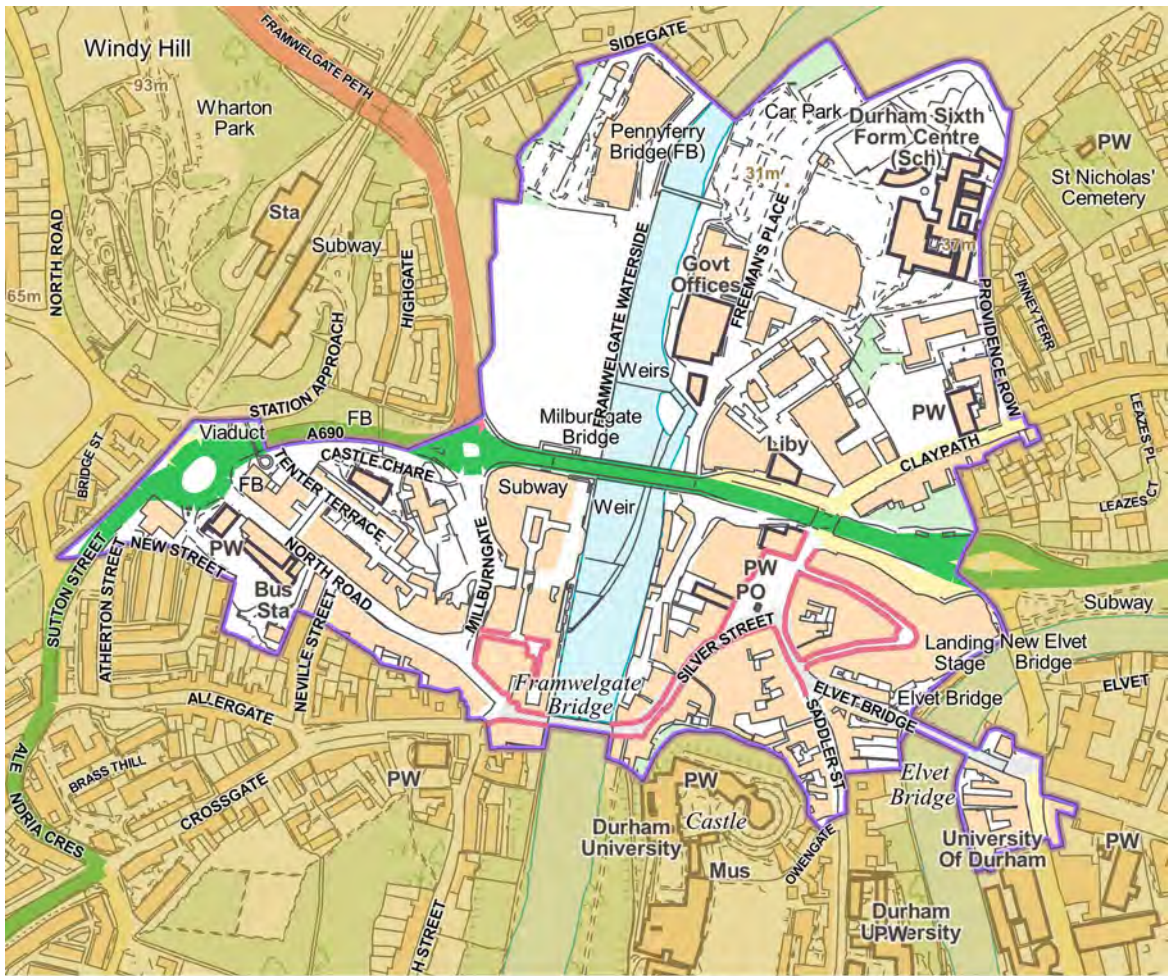 SIDEGATE
FRAMWELGATE PETH
Windy Hill
93m
Wharton
Park
Pennyferry
Bridge(FB)
Car Park
Durham Sixth
Form Centre
(Sch)
PW
St Nicholas'
Cemetery
31m
Sta
Subway
NORTH ROAD
HIGHGATE
37m
65m
Govt
Offices
FREEMAN'S PLACE
FRAMWELGATE WATERSIDE
PROVIDENCE ROW
FINNEY TERR
STATION APPROACH
Weirs
FB
Milburngate
Bridge
PW
Viaduct
A690
Liby
CLAYPATH
LEAZES PL
BRIDGE ST
CASTLE CHARE
TENTER TERRACE
FB
Subway
Weir
LEAZES CT
NEW STREET
PW
NORTH ROAD
MILLBURNGATE
PW
PO
Bus
Sta
SUTTON STREET
ATHERTON STREET
NEVILLE STREET
SILVER STREET
Subway
Landing
Stage
New Elvet
Bridge
Framwelgate
Bridge
ELVET BRIDGE
Elvet Bridge
ELVET
SADDLER ST
ALLERGATE
BRASS THILL
CROSSGATE
PW
ALE
NDRIA CRES
PW
Castle
Elvet
Bridge
Durham
University
University
Of Durham
PW
Mus
OWENGATE
H STREET
Durham
University
PW